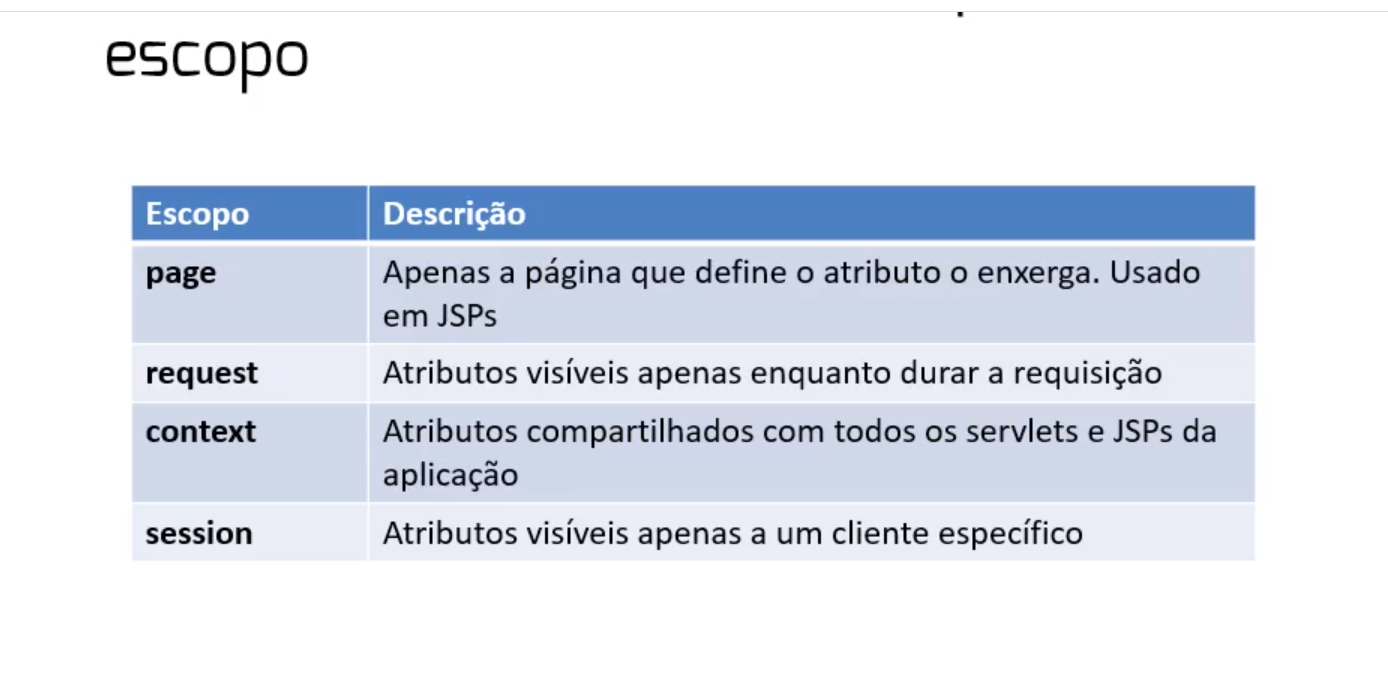 escopo
Escopo Descrição
page Apenas a página que define o atributo o enxerga. Usado
em JSPs
request Atributos visíveis apenas enquanto durar a requisição
context Atributos compartilhados com todos os servlets e JSPs da
aplicação
session Atributos visíveis apenas a um cliente específico